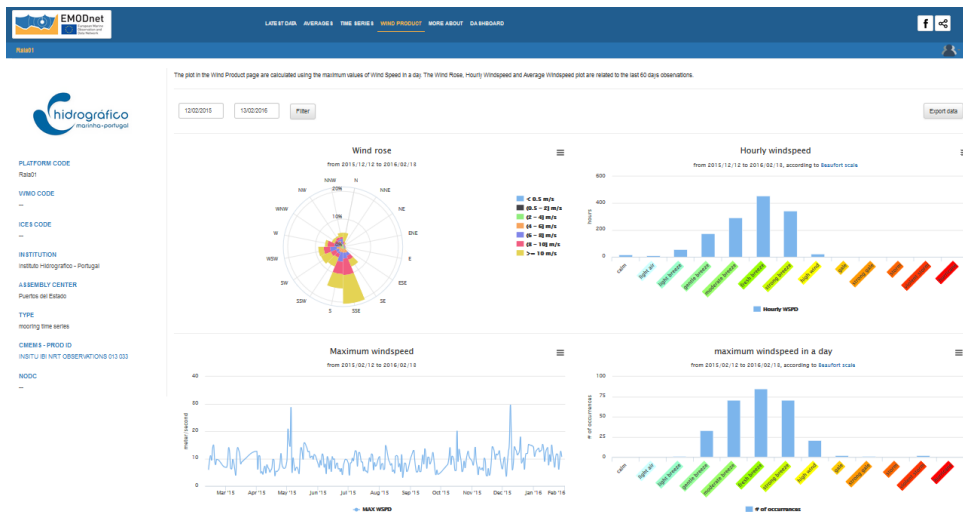 EMODnet
European Marine
Observation and
Data Network
LATEST DATA AVERAGES TIME SERIES WIND PRODUCT MORE ABOUT DASHBOARD
Raia01
The plot in the Wind Product page are calculated using the maximum values of Wind Speed in a day. The Wind Rose, Hourly Windspeed and Average Windspeed plot are related to the last 60 days observations.
hidrográfico
marinha-portugal
12/02/2015 13/02/2016 Filter Export data
PLATFORM CODE
Raia01
WMO CODE
---
ICES CODE
---
INSTITUTION
Instituto Hidrografico - Portugal
ASSEMBLY CENTER
Puertos del Estado
TYPE
mooring time series
CMEMS - PROD ID
INSITU IBI NRT OBSERVATIONS 013 033
NODC
---
Wind rose
from 2015/12/12 to 2016/02/13
N
NNE
NE
ENE
E
ESE
SE
SSE
S
SSW
SW
WSW
W
WNW
NW
NNW
20%
10%
< 0.5 m/s
(0.5 - 2] m/s
(2 - 4] m/s
(4 - 6] m/s
(6 - 8] m/s
(8 - 10] m/s
>= 10 m/s
Hourly windspeed
from 2015/12/12 to 2016/02/13, according to Beaufort scale
600
400
200
0
hours
calm light air light breeze gentle breeze moderate breeze fresh breeze strong breeze high wind gale strong gale
Hourly WSPD
Maximum windspeed
from 2015/02/12 to 2016/02/13
40
30
20
10
0
meter/second
Mar '15 Apr '15 May '15 Jun '15 Jul '15 Aug '15 Sep '15 Oct '15 Nov '15 Dec '15 Jan '16 Feb '16
MAX WSPD
maximum windspeed in a day
from 2015/02/12 to 2016/02/13, according to Beaufort scale
100
75
50
25
0
# of occurrences
calm light air light breeze gentle breeze moderate breeze fresh breeze strong breeze high wind gale strong gale
# of occurrences